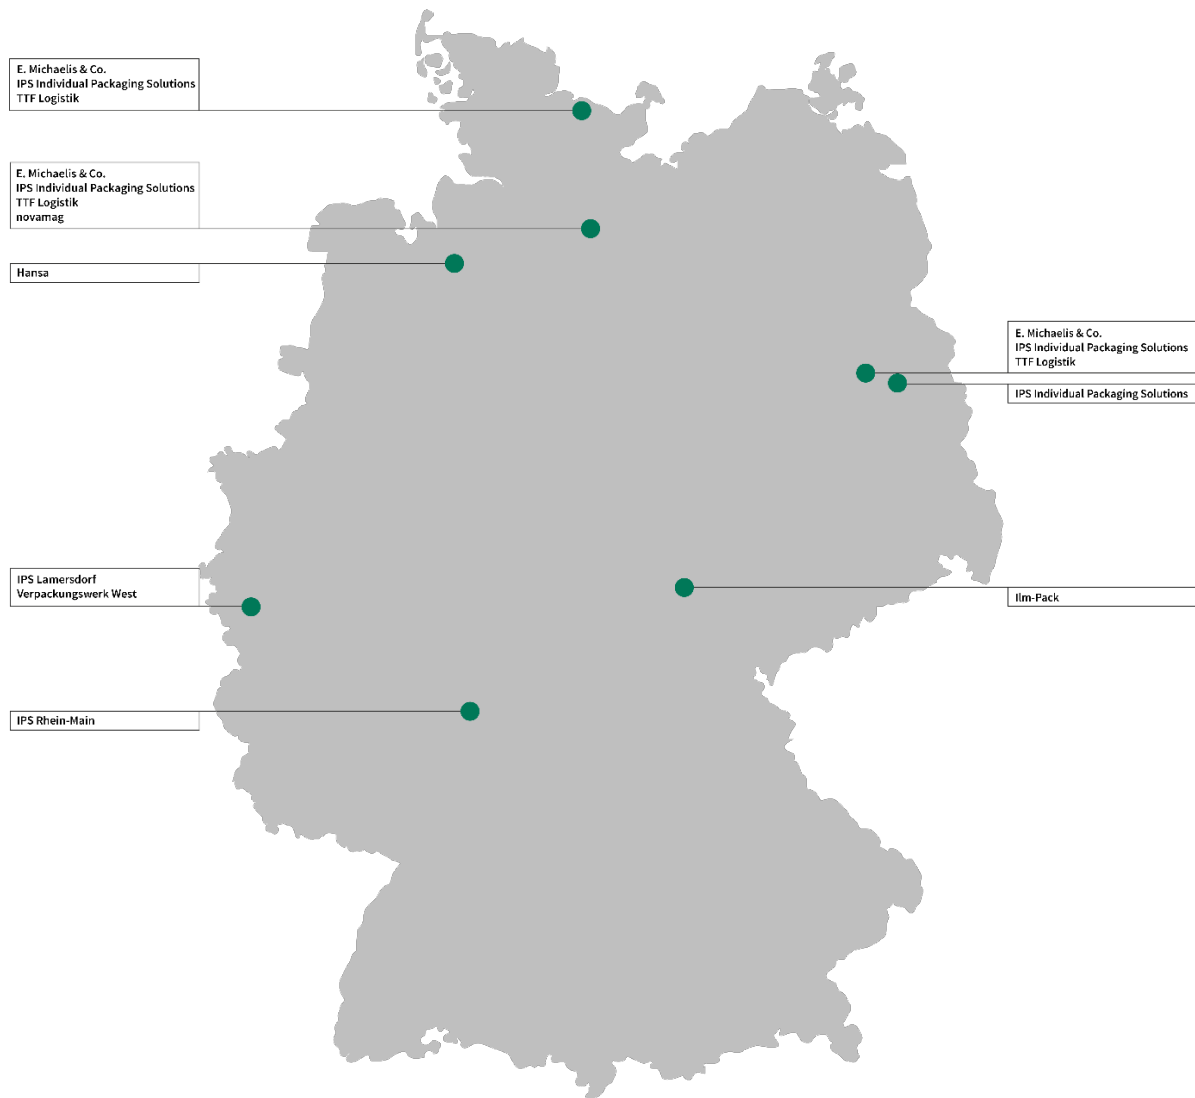 E. Michaelis & Co.
IPS Individual Packaging Solutions
TTF Logistik
E. Michaelis & Co.
IPS Individual Packaging Solutions
TTF Logistik
novamag
Hansa
E. Michaelis & Co.
IPS Individual Packaging Solutions
TTF Logistik
IPS Individual Packaging Solutions
IPS Lamersdorf
Verpackungswerk West
Ilm-Pack
IPS Rhein-Main